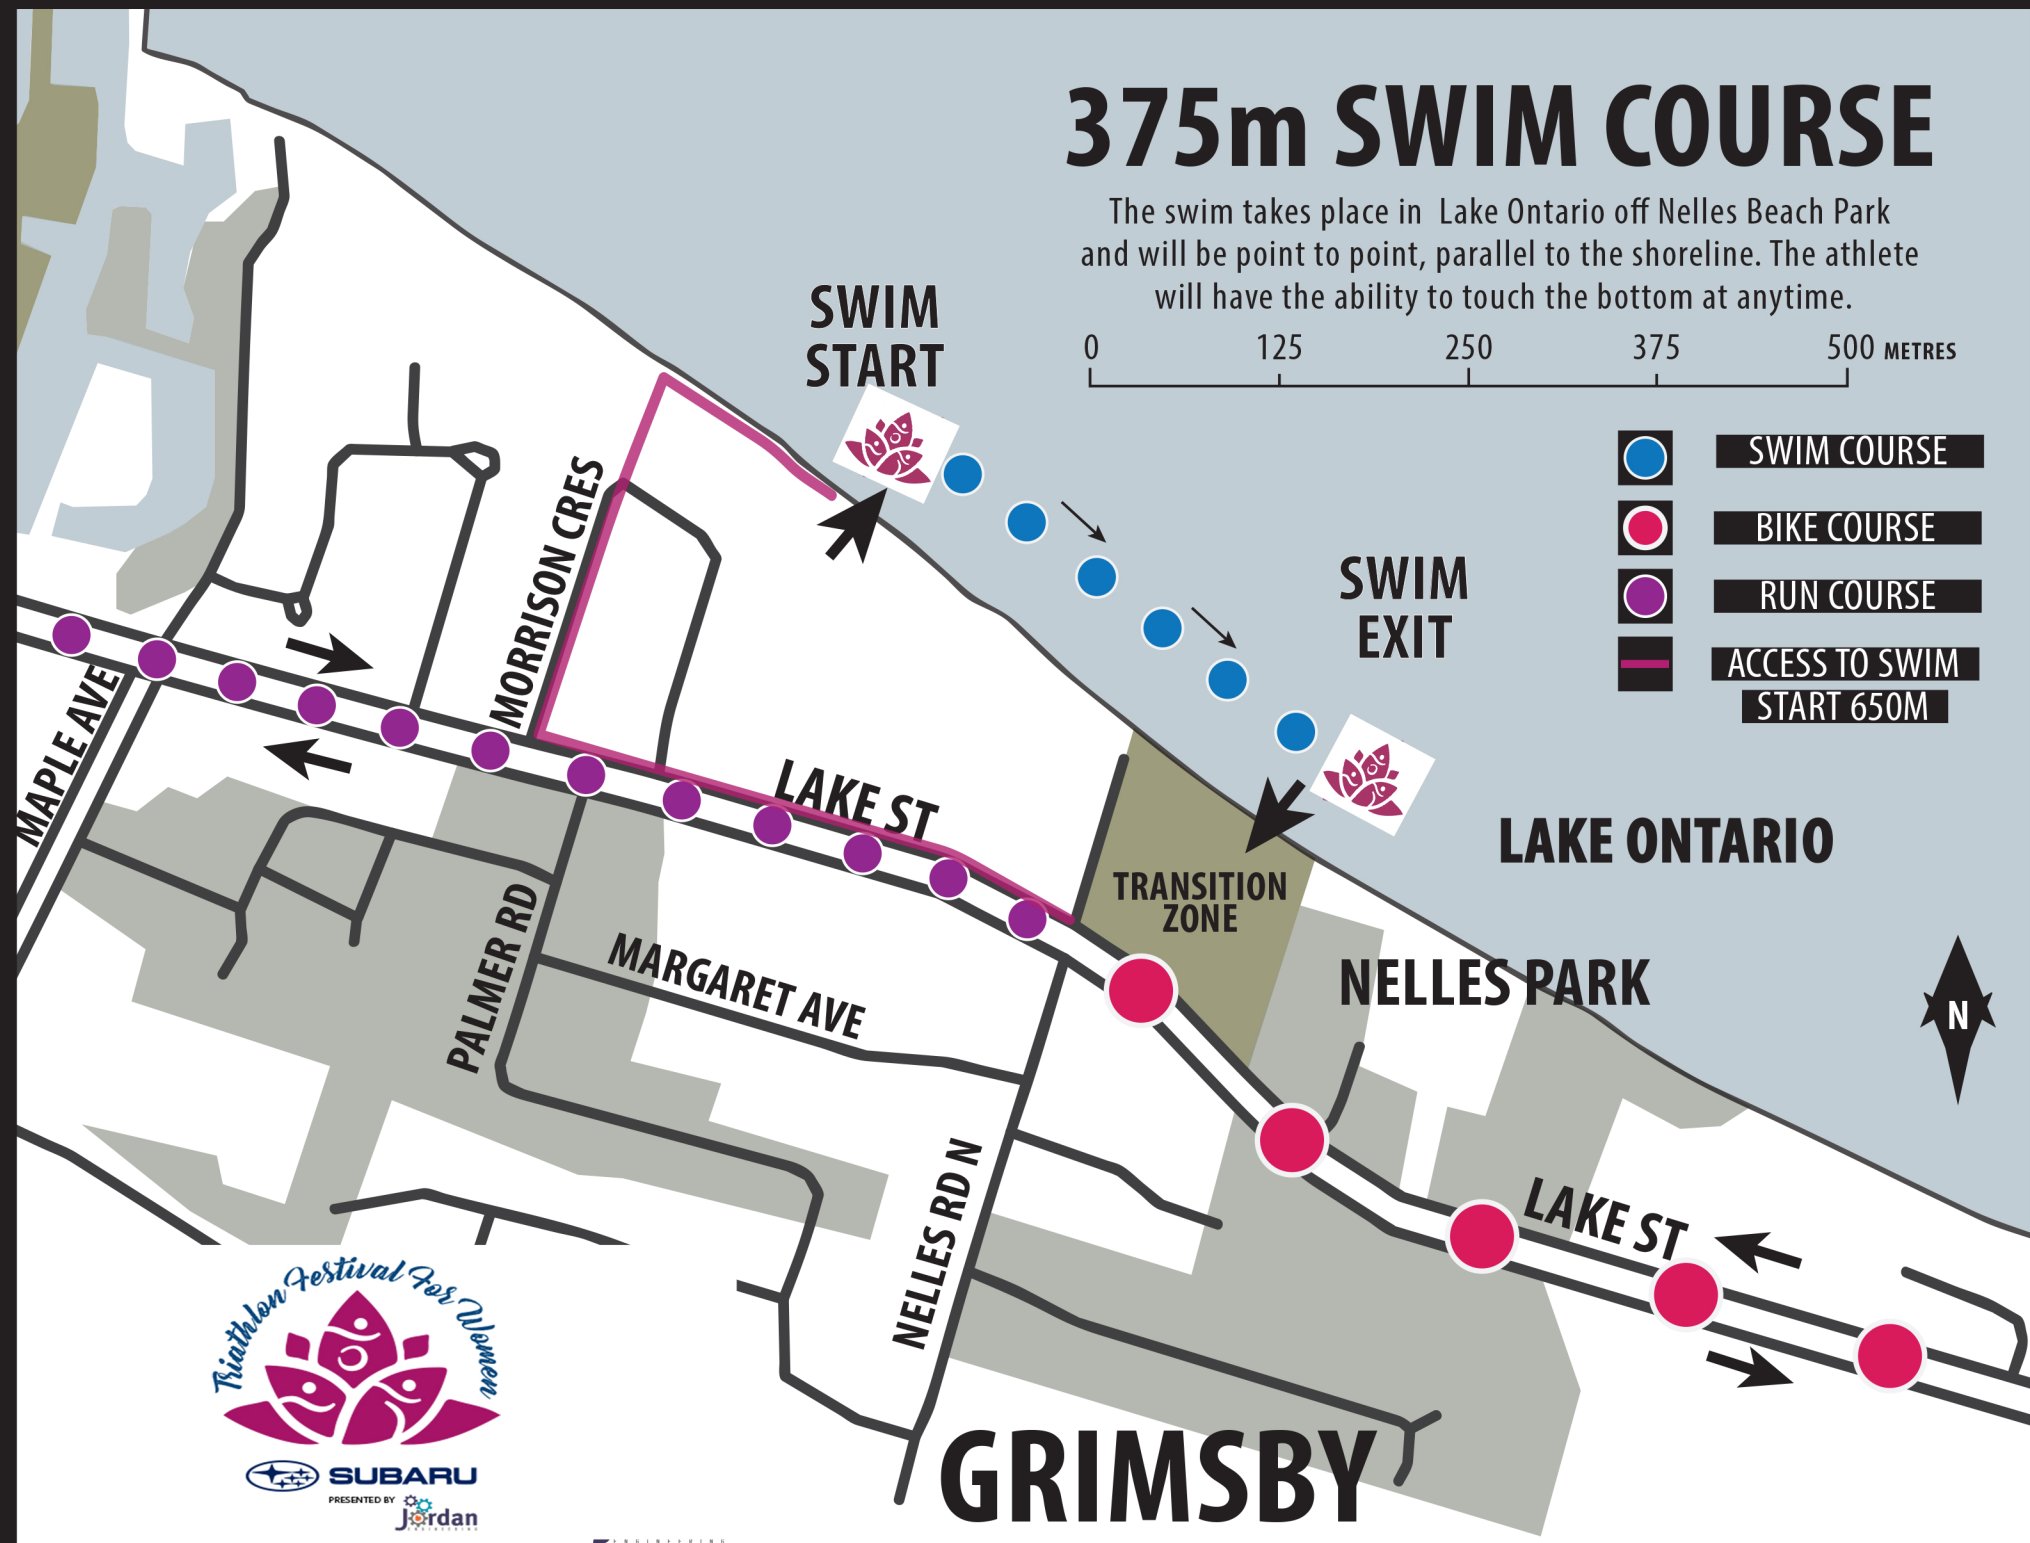 375m SWIM COURSE
The swim takes place in Lake Ontario off Nelles Beach Park
and will be point to point, parallel to the shoreline. The athlete
will have the ability to touch the bottom at anytime.
0 125 250 375 500 METRES
SWIM
START
SWIM COURSE
BIKE COURSE
RUN COURSE
ACCESS TO SWIM
START 650M
SWIM
EXIT
MORRISON CRES
MAPLE AVE
LAKE ST
LAKE ONTARIO
TRANSITION
ZONE
PALMER RD
MARGARET AVE
NELLES PARK
N
NELLES RD N
LAKE ST
Triathlon Festival For Women
SUBARU
PRESENTED BY
Jordan
ENGINEERING
GRIMSBY
ENGINEERING